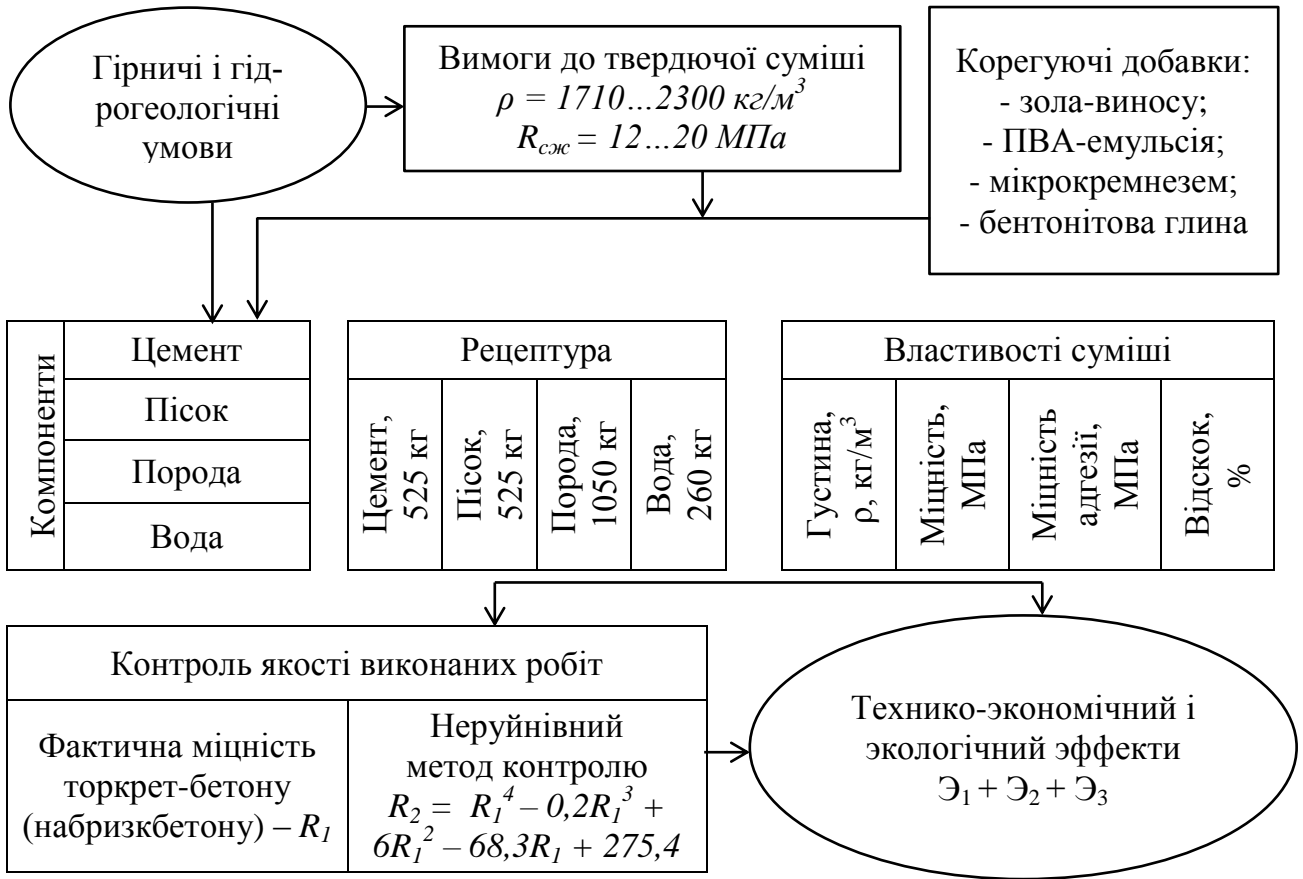 Гірничі і гід-
рогеологічні
умови
Вимоги до твердючої суміші
ρ = 1710…2300 кг/м³
R_сж = 12…20 МПа
Корегуючі добавки:
- зола-виносу;
- ПВА-емульсія;
- мікрокремнезем;
- бентонітова глина
Компоненти
Цемент
Пісок
Порода
Вода
Рецептура
Цемент,
525 кг
Пісок,
525 кг
Порода,
1050 кг
Вода,
260 кг
Властивості суміші
Густина,
ρ, кг/м³
Міцність,
МПа
Міцність
адгезії,
МПа
Відскок,
%
Контроль якості виконаних робіт
Фактична міцність
торкрет-бетону
(набризкбетону) – R₁
Неруйнівний
метод контролю
R₂ = R₁⁴ – 0,2R₁³ +
6R₁² – 68,3R₁ + 275,4
Технико-экономічний і
экологічний эффекти
Э₁ + Э₂ + Э₃